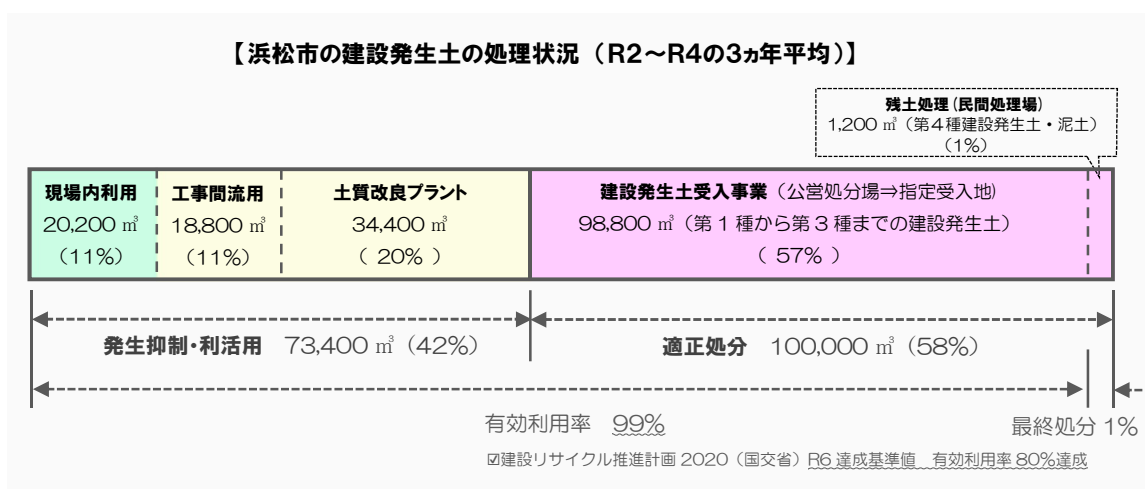 【浜松市の建設発生土の処理状況（R2～R4の3ヵ年平均）】
残土処理（民間処理場）
1,200 ㎥（第４種建設発生土・泥土）
（1%）
現場内利用
20,200 ㎥
（11%）
工事間流用
18,800 ㎥
（11%）
土質改良プラント
34,400 ㎥
（ 20% ）
建設発生土受入事業（公営処分場⇒指定受入地）
98,800 ㎥（第１種から第３種までの建設発生土）
（ 57% ）
発生抑制・利活用　73,400 ㎥（42%）
適正処分　100,000 ㎥（58%）
有効利用率　99%
最終処分 1%
☑建設リサイクル推進計画 2020（国交省）R6 達成基準値　有効利用率 80%達成